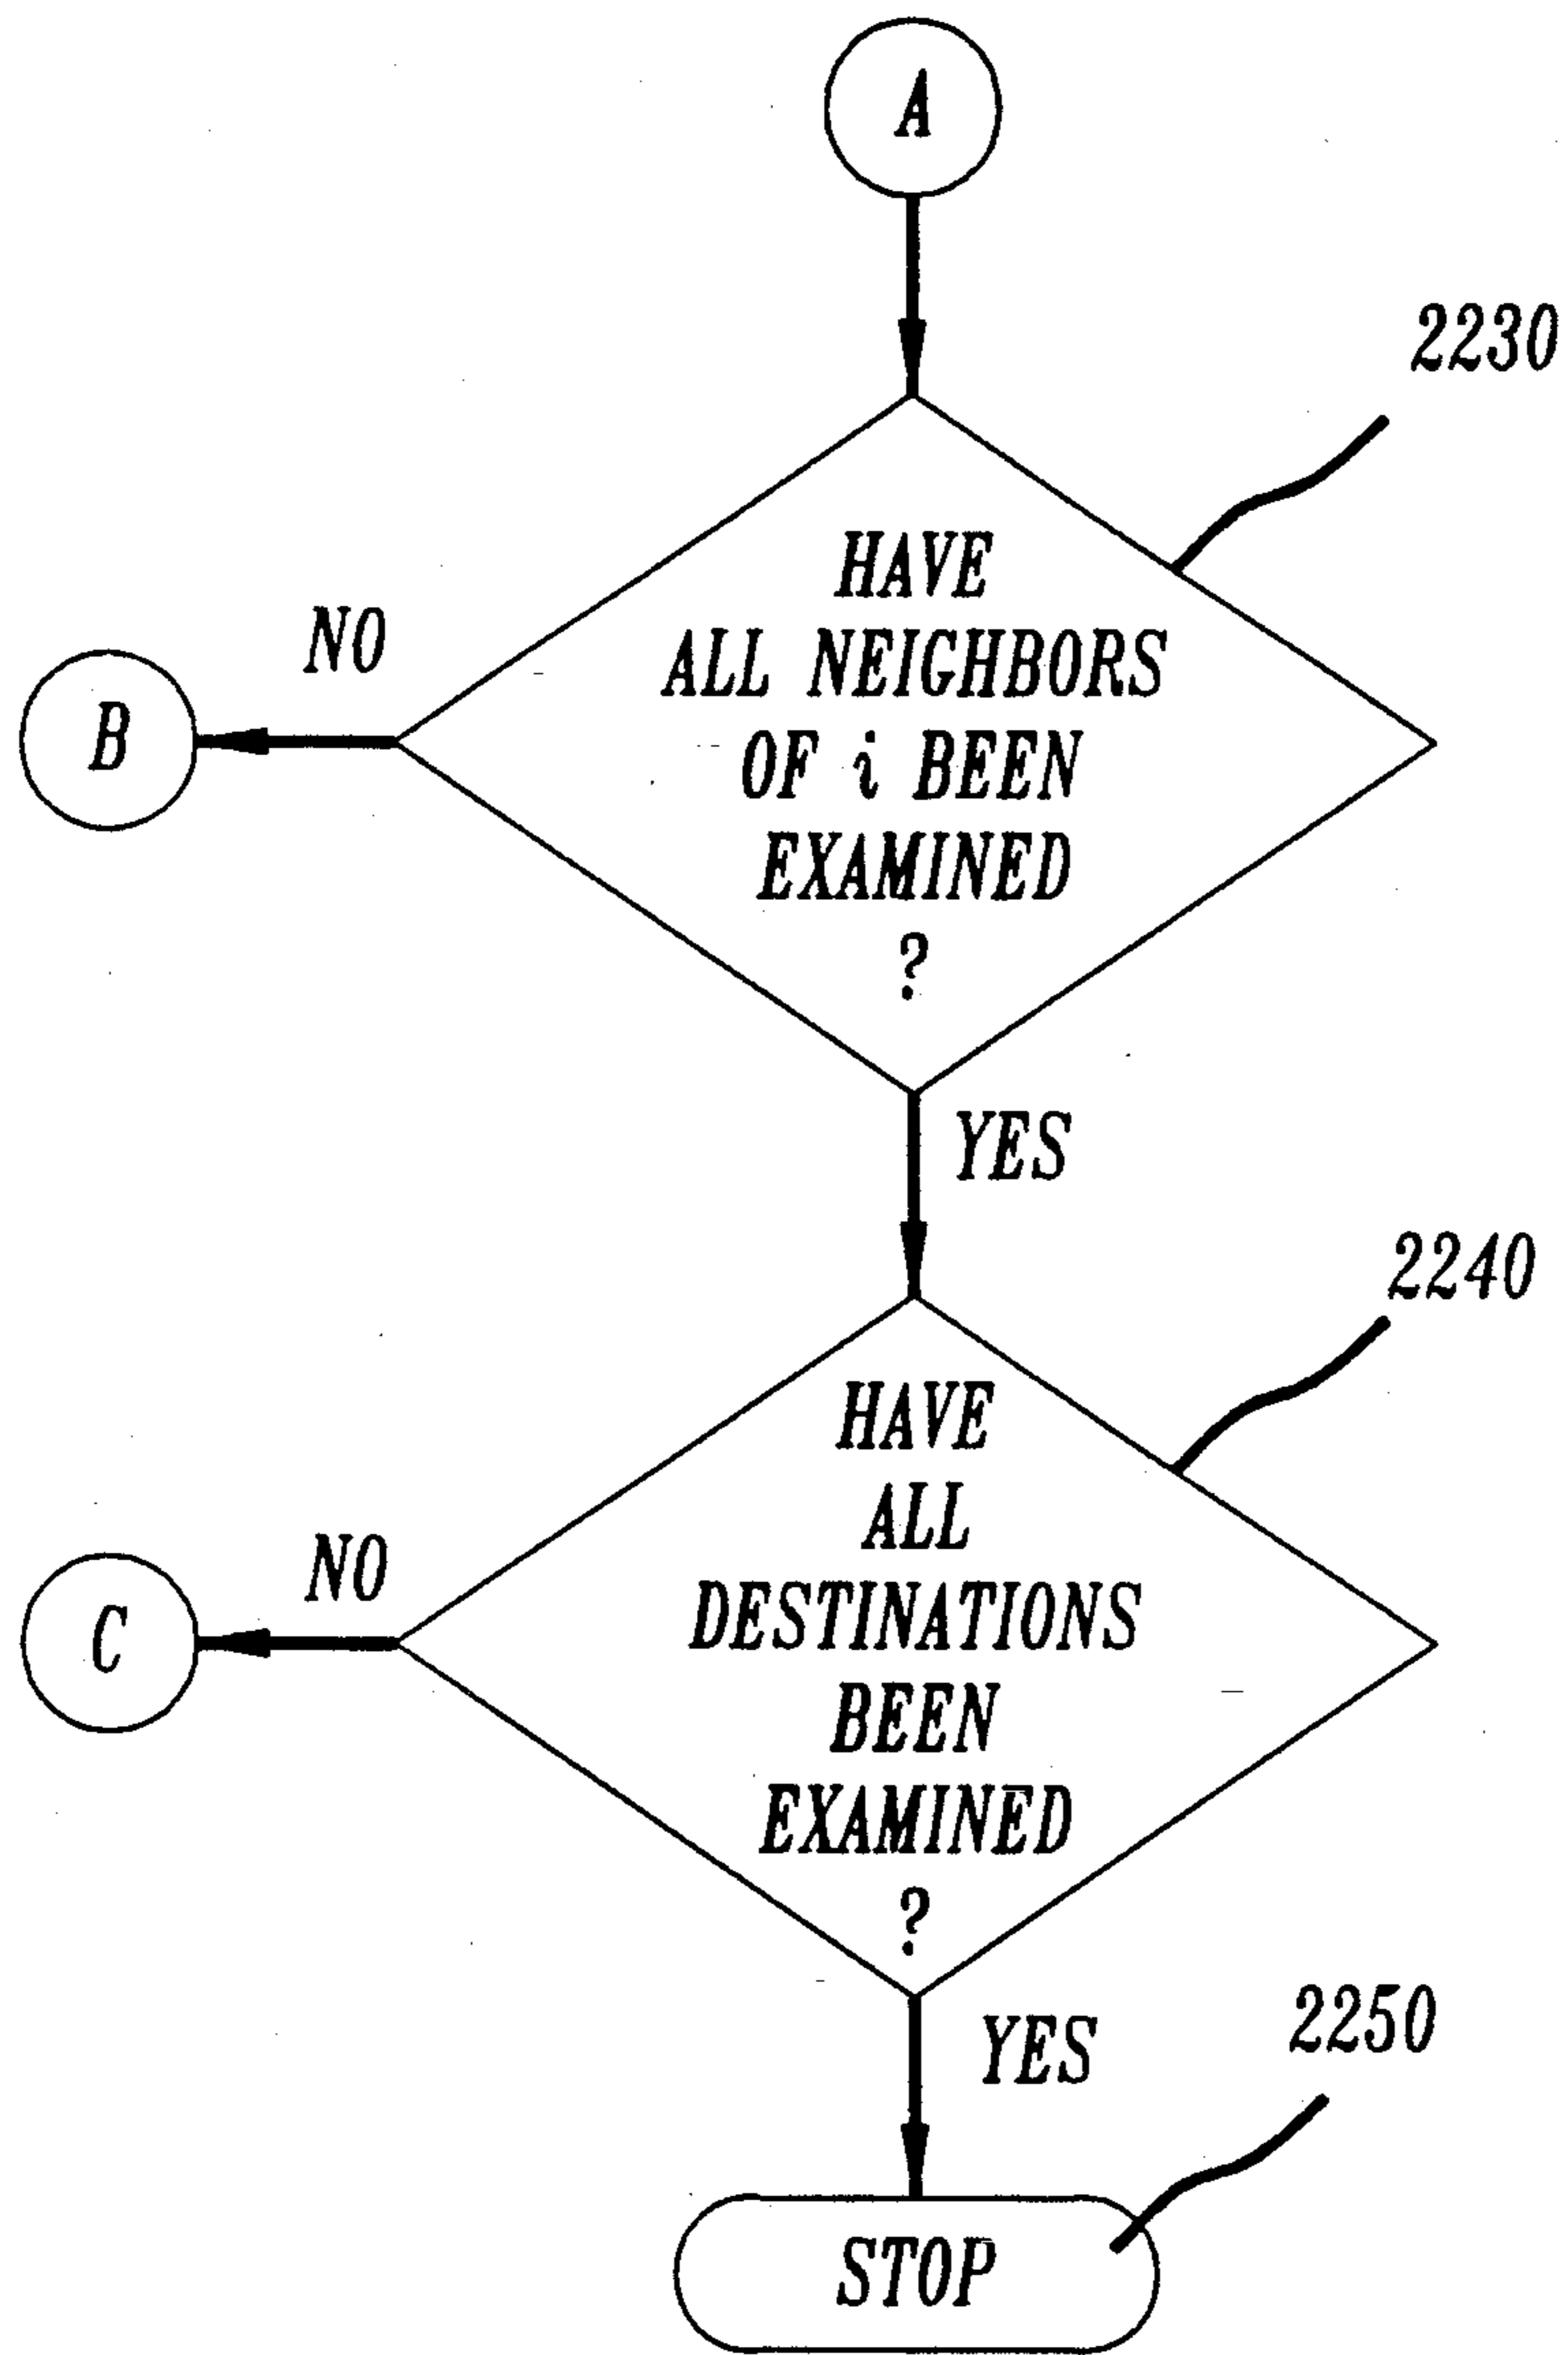 A
2230
HAVE
ALL NEIGHBORS
OF i BEEN
EXAMINED
?
NO
B
YES
2240
HAVE
ALL
DESTINATIONS
BEEN
EXAMINED
?
NO
C
YES
2250
STOP